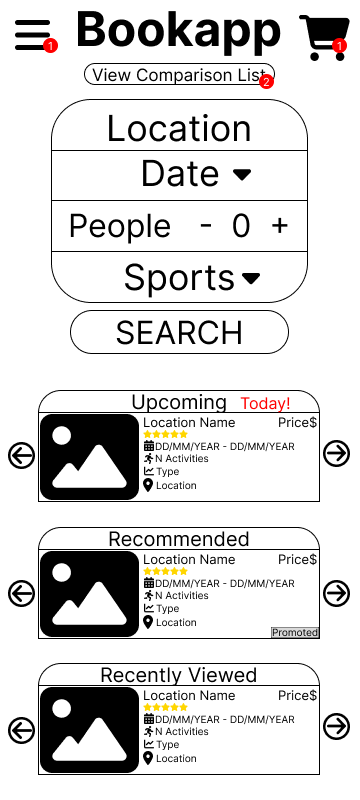 1
Bookapp
1
View Comparison List
2
Location
Date
People - 0 +
Sports
SEARCH
Upcoming Today!
Location Name Price$
DD/MM/YEAR - DD/MM/YEAR
N Activities
Type
Location
Recommended
Location Name Price$
DD/MM/YEAR - DD/MM/YEAR
N Activities
Type
Location
Promoted
Recently Viewed
Location Name Price$
DD/MM/YEAR - DD/MM/YEAR
N Activities
Type
Location